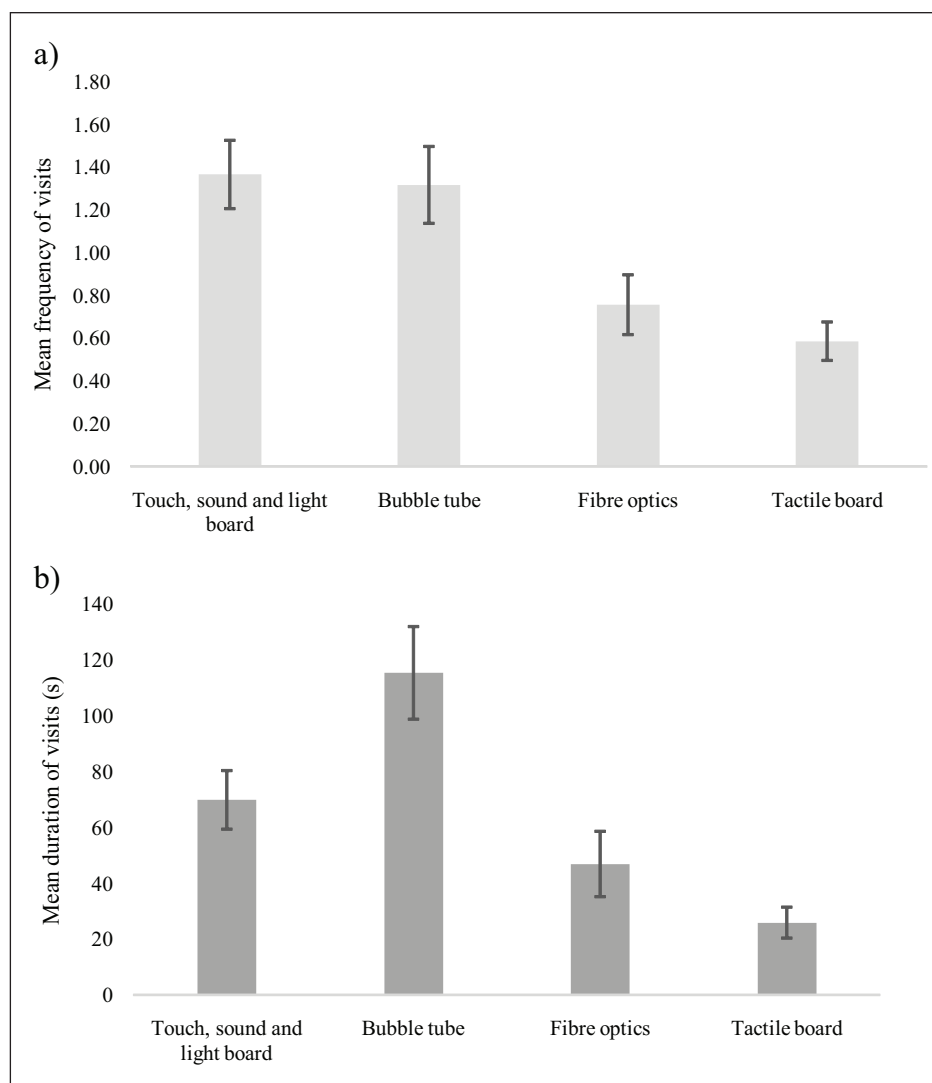 a)
Mean frequency of visits
1.80
1.60
1.40
1.20
1.00
0.80
0.60
0.40
0.20
0.00
Touch, sound and light
board
Bubble tube
Fibre optics
Tactile board
b)
Mean duration of visits (s)
140
120
100
80
60
40
20
0
Touch, sound and
light board
Bubble tube
Fibre optics
Tactile board